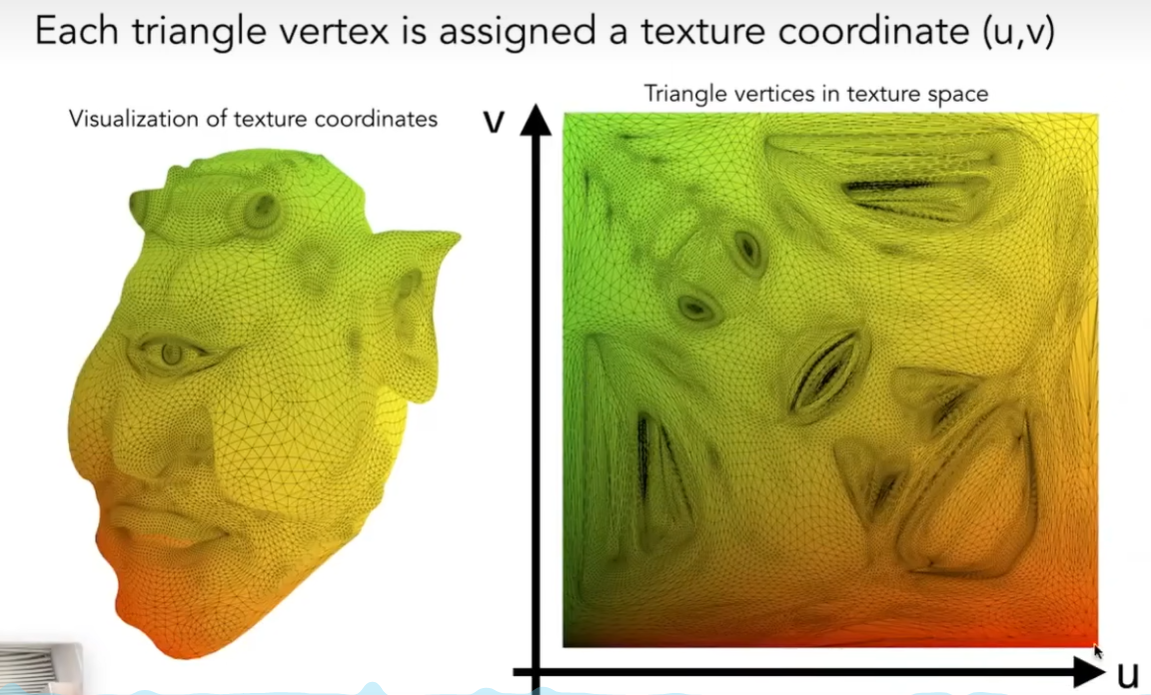 Each triangle vertex is assigned a texture coordinate (u,v)
Triangle vertices in texture space
Visualization of texture coordinates
v
u